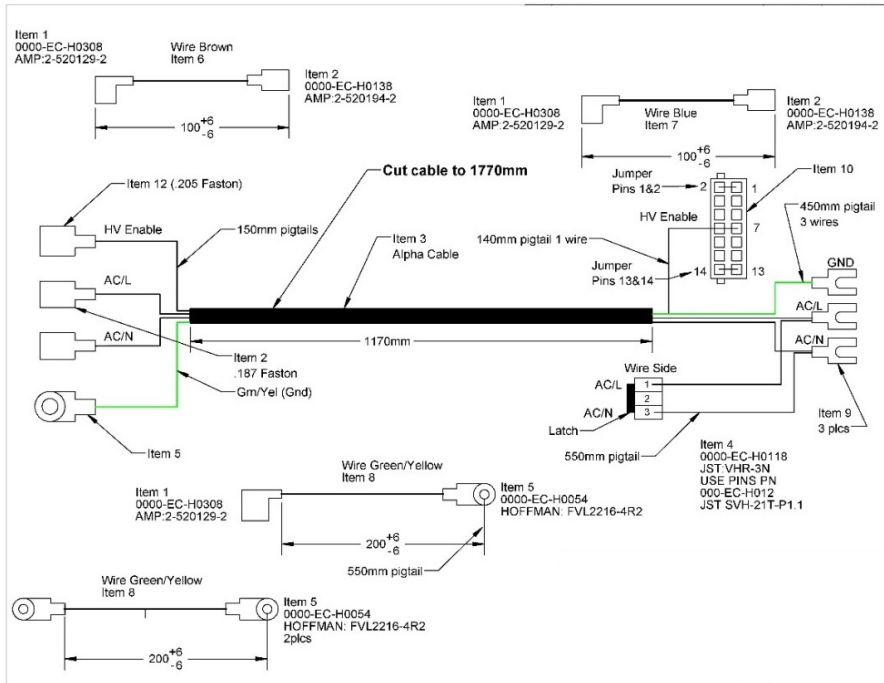 Item 1
0000-EC-H0308
AMP:2-520129-2
Wire Brown
Item 6
Item 2
0000-EC-H0138
AMP:2-520194-2
100 +6 -6
Item 1
0000-EC-H0308
AMP:2-520129-2
Wire Blue
Item 7
Item 2
0000-EC-H0138
AMP:2-520194-2
100 +6 -6
Item 12 (.205 Faston)
HV Enable
150mm pigtails
Cut cable to 1770mm
Item 3
Alpha Cable
Jumper
Pins 1&2
2
1
Item 10
HV Enable
7
140mm pigtail 1 wire
450mm pigtail
3 wires
Jumper
Pins 13&14
14
13
GND
AC/L
AC/N
AC/L
AC/N
1170mm
Item 2
.187 Faston
Grn/Yel (Gnd)
Item 5
Wire Side
AC/L
1
2
AC/N
3
Latch
Item 9
3 plcs
550mm pigtail
Item 4
0000-EC-H0118
JST:VHR-3N
USE PINS PN
000-EC-H012
JST SVH-21T-P1.1
Item 1
0000-EC-H0308
AMP:2-520129-2
Wire Green/Yellow
Item 8
Item 5
0000-EC-H0054
HOFFMAN: FVL2216-4R2
200 +6 -6
550mm pigtail
Wire Green/Yellow
Item 8
Item 5
0000-EC-H0054
HOFFMAN: FVL2216-4R2
2plcs
200 +6 -6